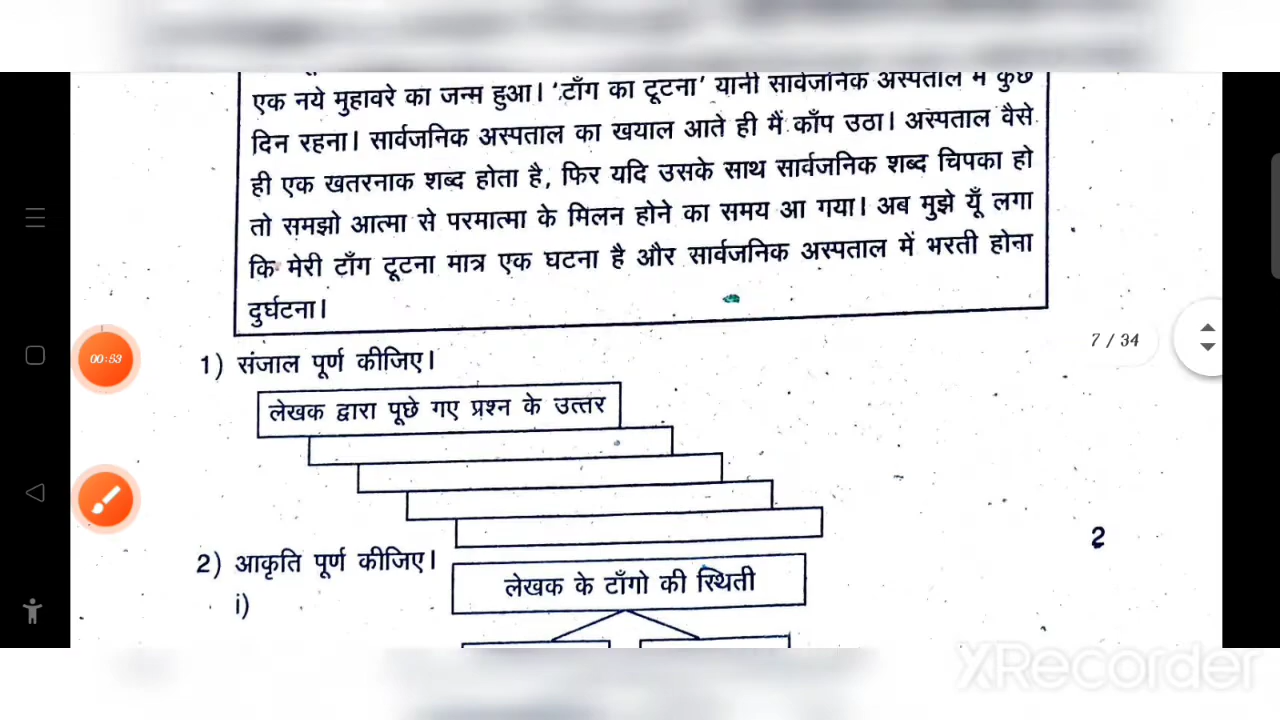 एक नये मुहावरे का जन्म हुआ। 'टाँग का टूटना' यानी सार्वजनिक अस्पताल में कुछ
दिन रहना। सार्वजनिक अस्पताल का खयाल आते ही मैं काँप उठा। अस्पताल वैसे
ही एक खतरनाक शब्द होता है, फिर यदि उसके साथ सार्वजनिक शब्द चिपका हो
तो समझो आत्मा से परमात्मा के मिलन होने का समय आ गया। अब मुझे यूँ लगा
कि मेरी टाँग टूटना मात्र एक घटना है और सार्वजनिक अस्पताल में भरती होना
दुर्घटना।
7 / 34
1) संजाल पूर्ण कीजिए।
00:53
लेखक द्वारा पूछे गए प्रश्न के उत्तर
2
2) आकृति पूर्ण कीजिए।
लेखक के टाँगो की स्थिती
i)
XRecorder